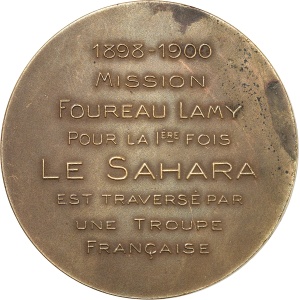 1898-1900
MISSION
FOUREAU LAMY
POUR LA 1ÈRE FOIS
LE SAHARA
EST TRAVERSÉ PAR
UNE TROUPE
FRANÇAISE